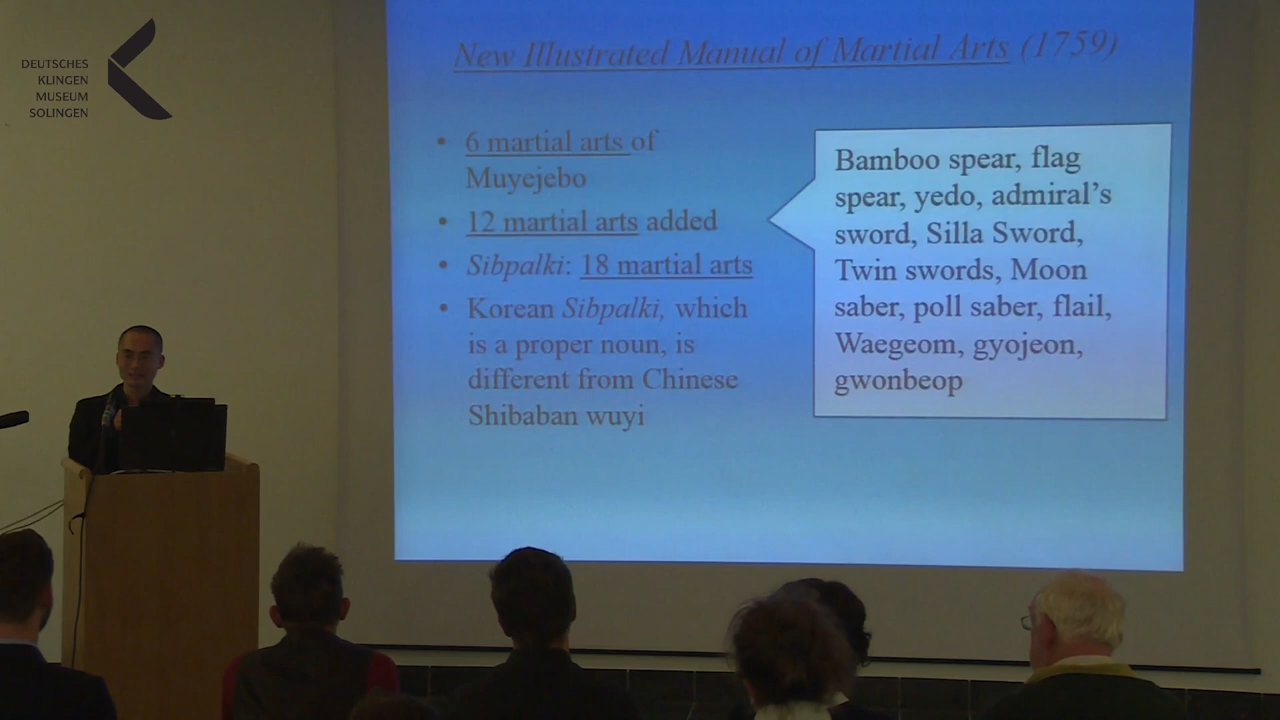 DEUTSCHES
KLINGEN
MUSEUM
SOLINGEN
New Illustrated Manual of Martial Arts (1759)
• 6 martial arts of
Muyejebo
• 12 martial arts added
• Sibpalki: 18 martial arts
• Korean Sibpalki, which
is a proper noun, is
different from Chinese
Shibaban wuyi
Bamboo spear, flag
spear, yedo, admiral's
sword, Silla Sword,
Twin swords, Moon
saber, poll saber, flail,
Waegeom, gyojeon,
gwonbeop